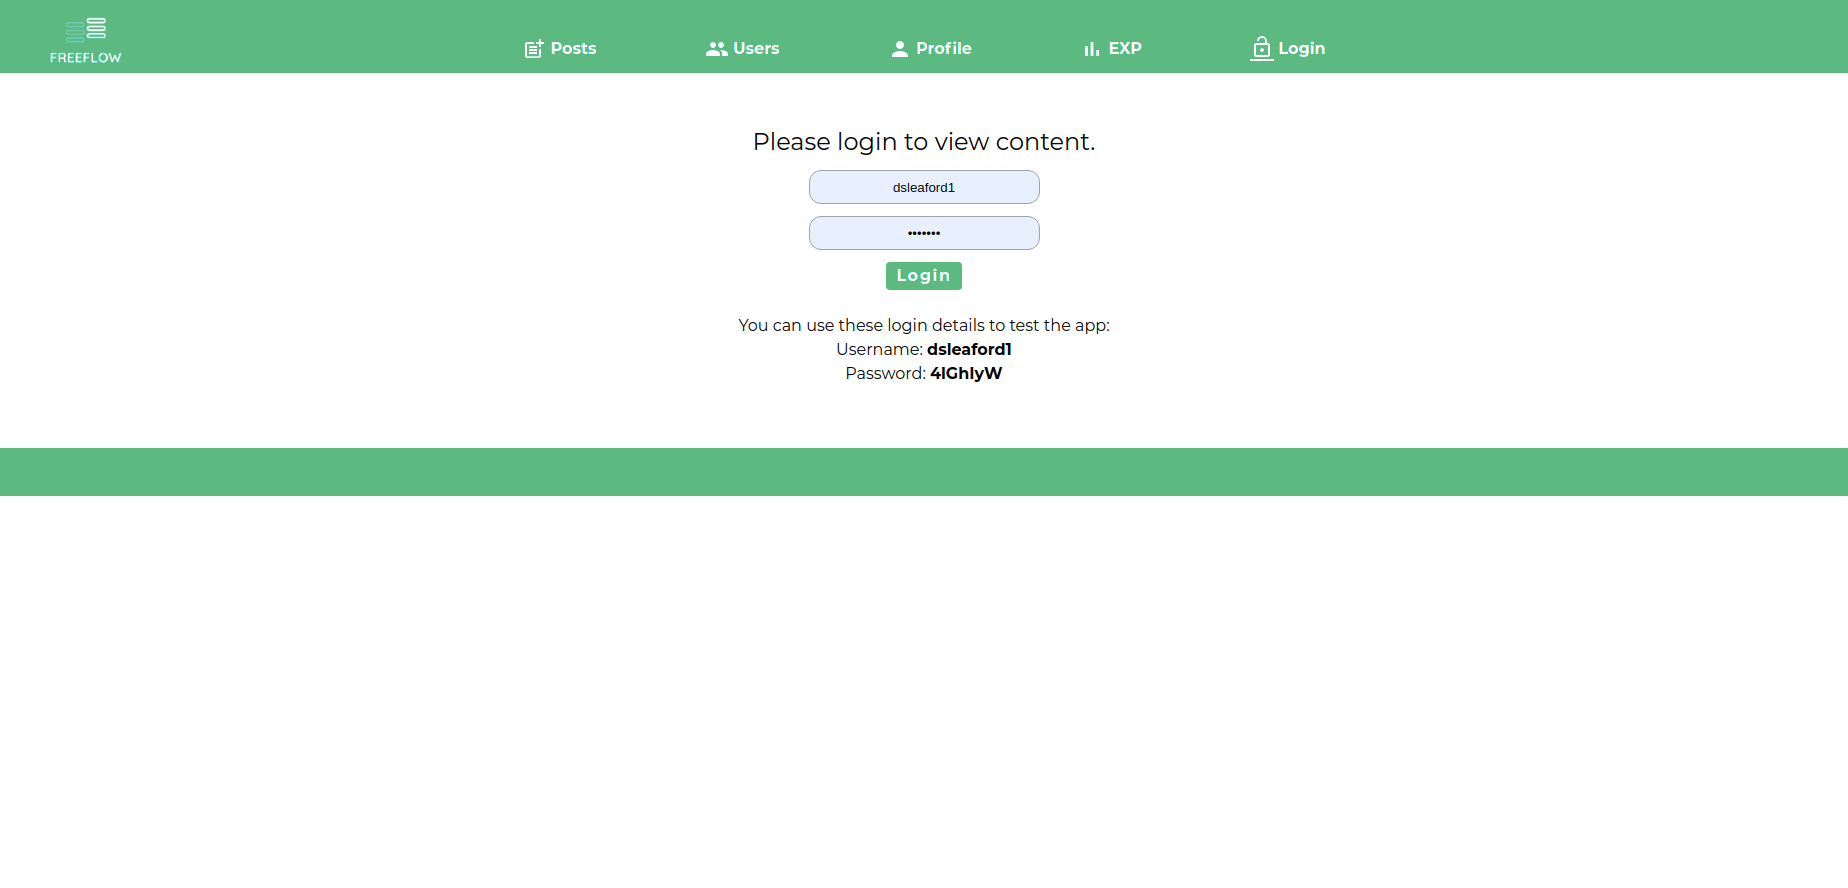 FREEFLOW
Posts Users Profile EXP Login
Please login to view content.
dsleaford1
•••••••
Login
You can use these login details to test the app:
Username: dsleaford1
Password: 4lGhlyW